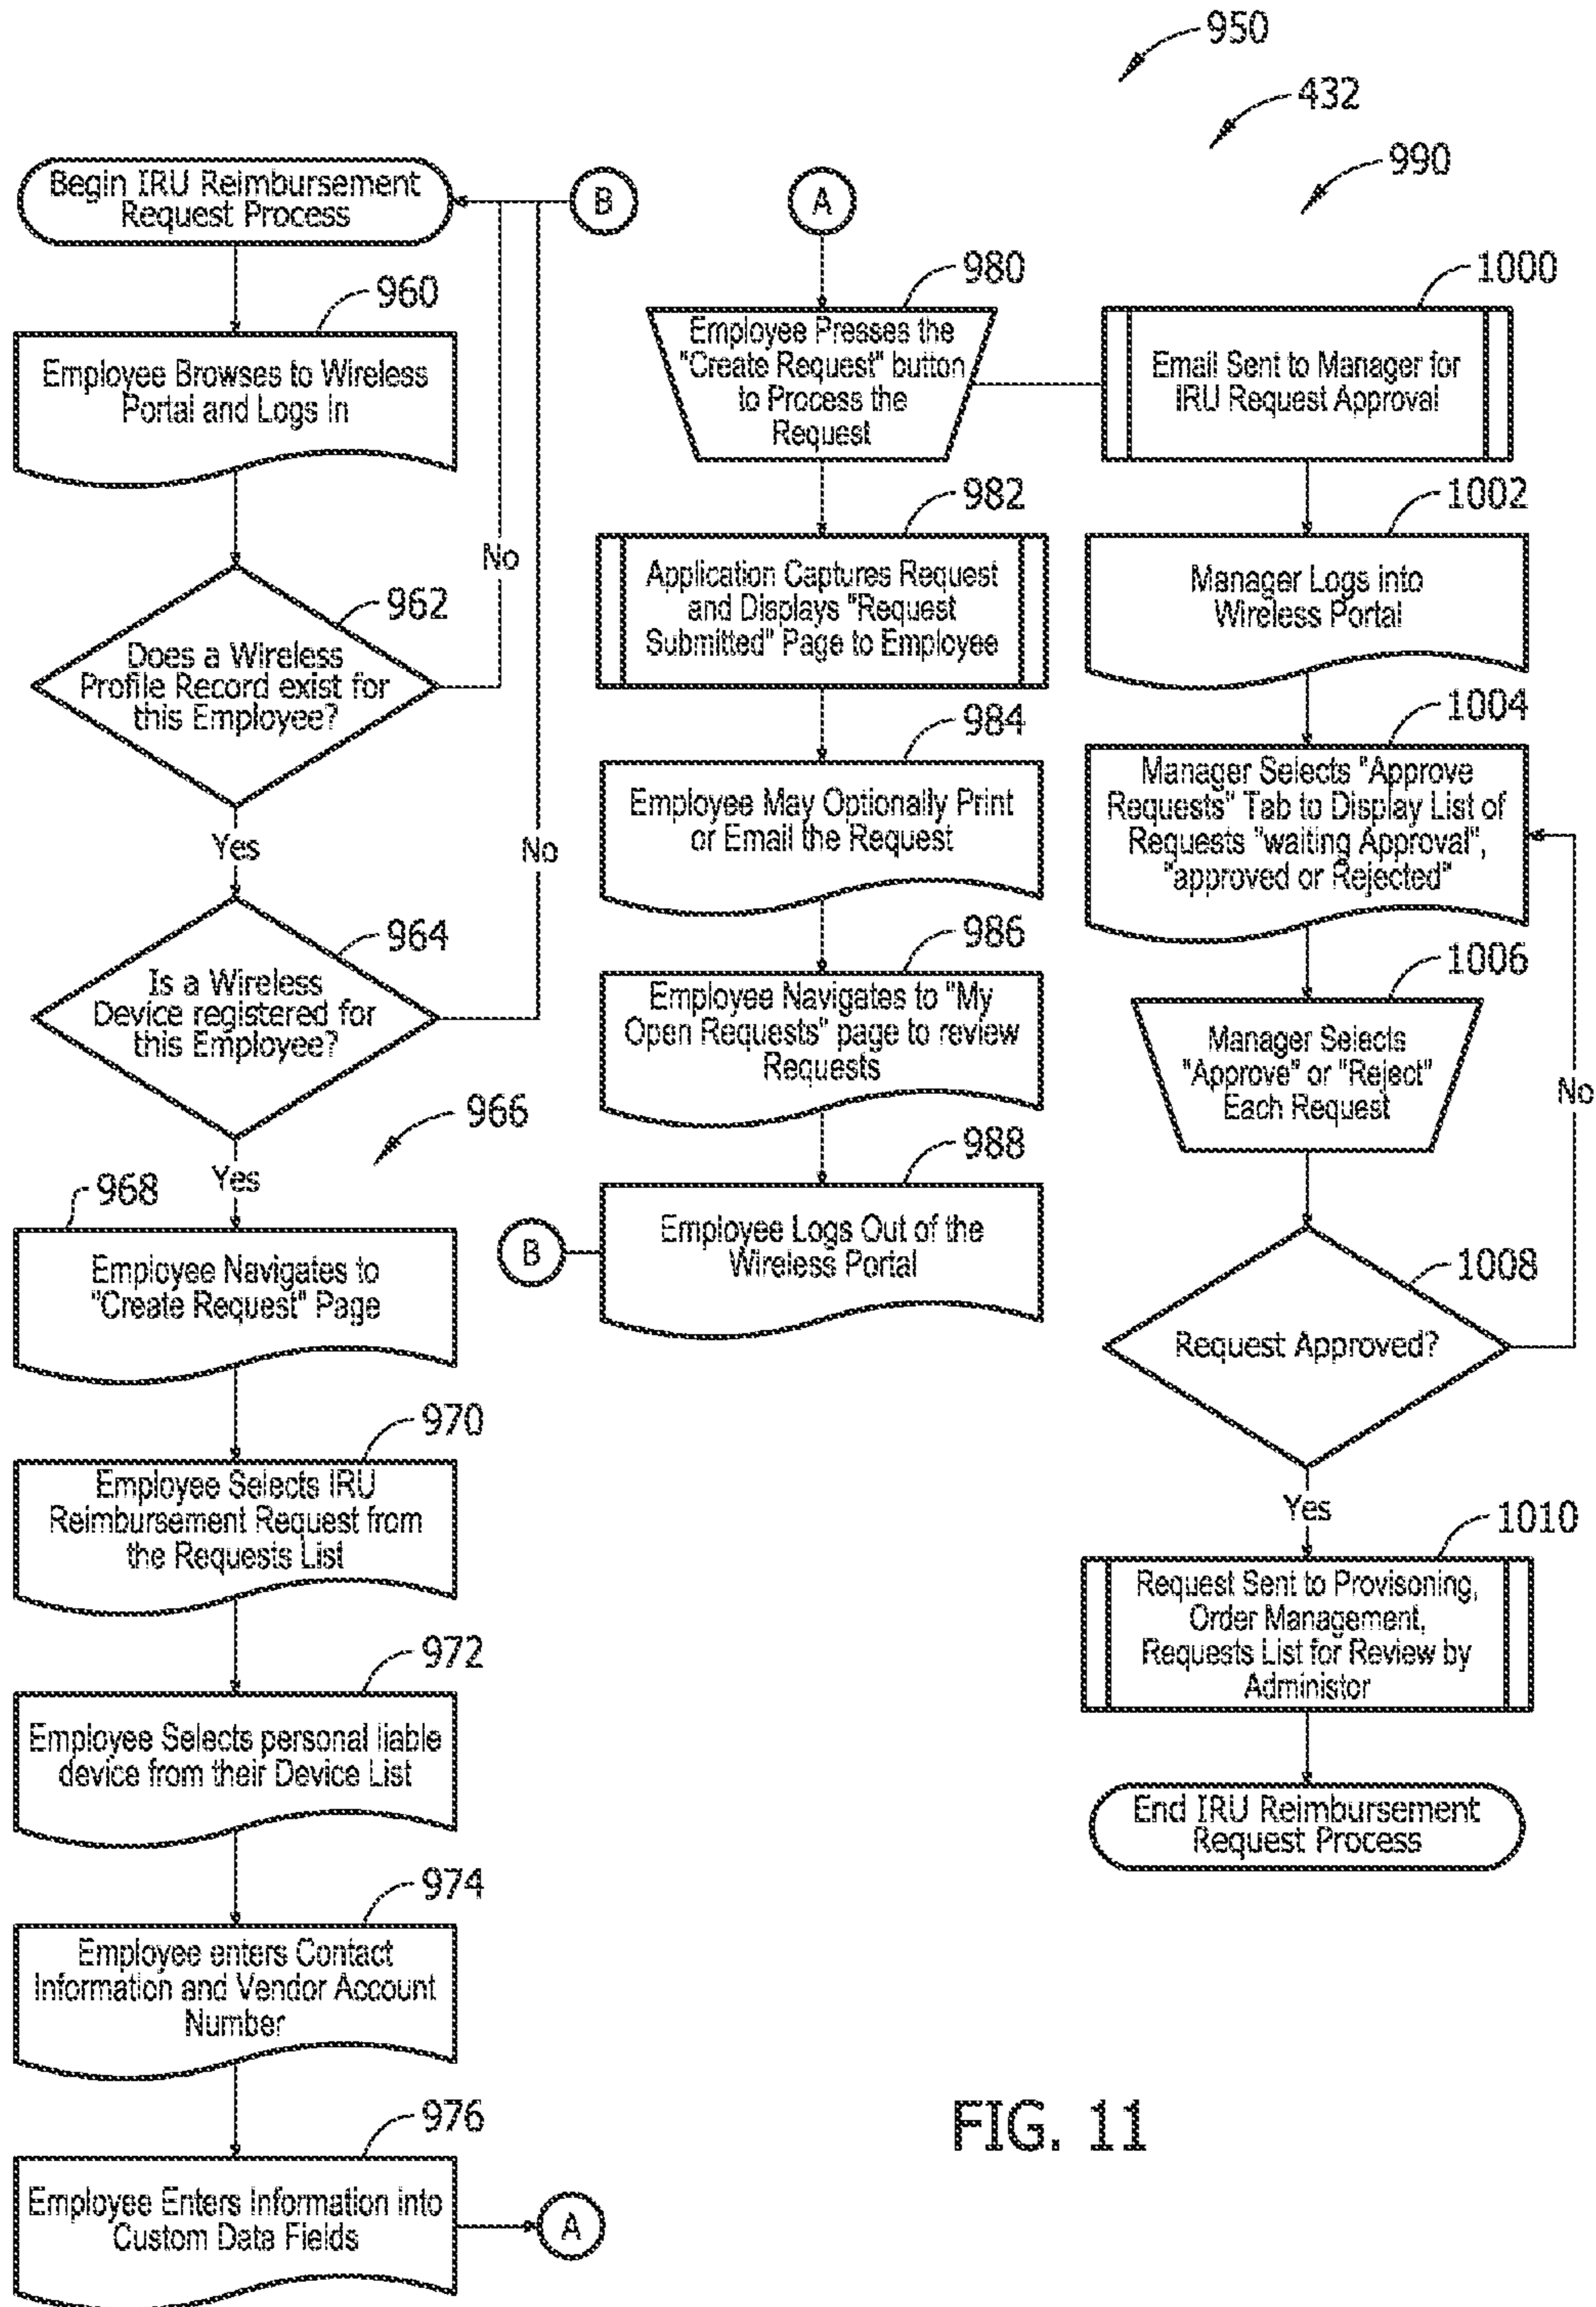 950
432
990
Begin IRU Reimbursement
Request Process
B
960
Employee Browses to Wireless
Portal and Logs In
No
962
Does a Wireless
Profile Record exist for
this Employee?
Yes
No
964
Is a Wireless
Device registered for
this Employee?
966
Yes
968
Employee Navigates to
"Create Request" Page
970
Employee Selects IRU
Reimbursement Request from
the Requests List
972
Employee Selects personal liable
device from their Device List
974
Employee enters Contact
Information and Vendor Account
Number
976
Employee Enters Information into
Custom Data Fields
A
A
980
Employee Presses the
"Create Request" button
to Process the
Request
982
Application Captures Request
and Displays "Request
Submitted" Page to Employee
984
Employee May Optionally Print
or Email the Request
986
Employee Navigates to "My
Open Requests" page to review
Requests
988
B
Employee Logs Out of the
Wireless Portal
1000
Email Sent to Manager for
IRU Request Approval
1002
Manager Logs into
Wireless Portal
1004
Manager Selects "Approve
Requests" Tab to Display List of
Requests "waiting Approval",
"approved or Rejected"
1006
Manager Selects
"Approve" or "Reject"
Each Request
No
1008
Request Approved?
Yes
1010
Request Sent to Provisoning,
Order Management,
Requests List for Review by
Administor
End IRU Reimbursement
Request Process
FIG. 11